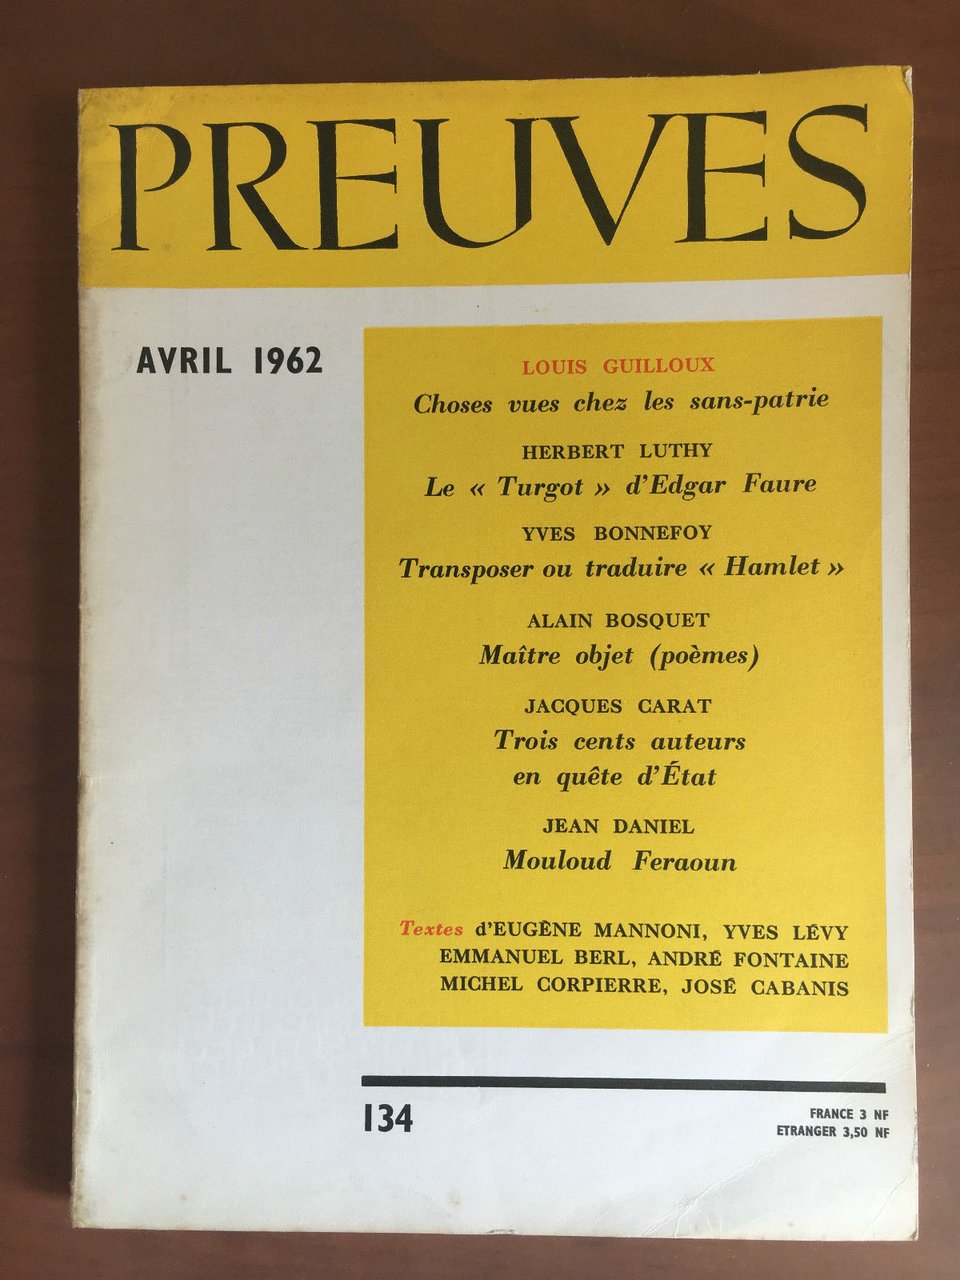 PREUVES
AVRIL 1962
LOUIS GUILLOUX
Choses vues chez les sans-patrie
HERBERT LUTHY
Le « Turgot » d'Edgar Faure
YVES BONNEFOY
Transposer ou traduire « Hamlet »
ALAIN BOSQUET
Maître objet (poèmes)
JACQUES CARAT
Trois cents auteurs
en quête d'État
JEAN DANIEL
Mouloud Feraoun
Textes d'EUGÈNE MANNONI, YVES LÉVY
EMMANUEL BERL, ANDRÉ FONTAINE
MICHEL CORPIERRE, JOSÉ CABANIS
134
FRANCE 3 NF
ETRANGER 3,50 NF